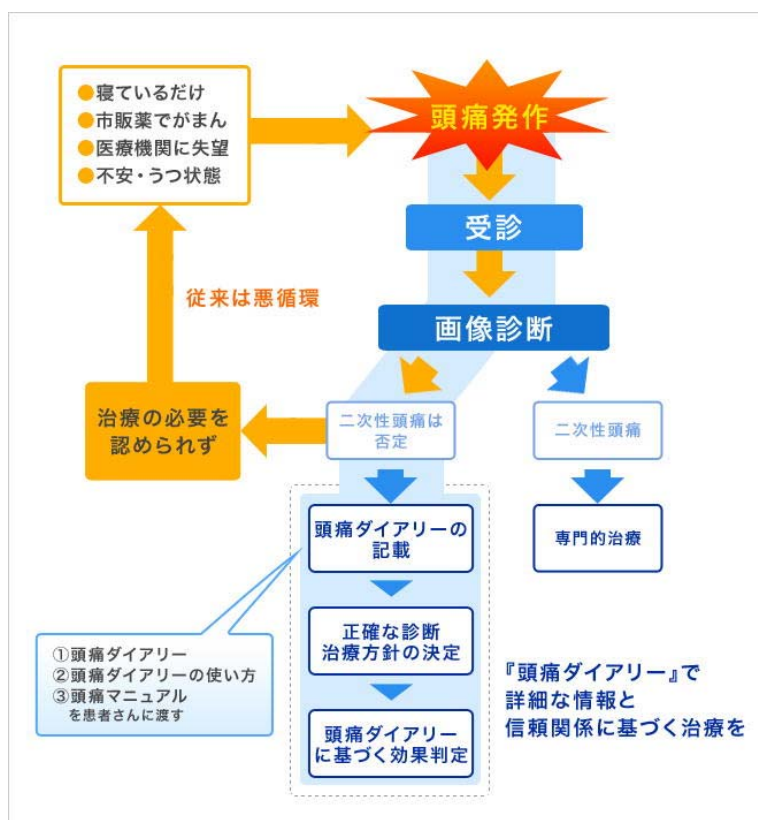 ●寝ているだけ
●市販薬でがまん
●医療機関に失望
●不安・うつ状態
頭痛発作
受診
従来は悪循環
画像診断
治療の必要を
認められず
二次性頭痛は
否定
二次性頭痛
頭痛ダイアリーの
記載
専門的治療
①頭痛ダイアリー
②頭痛ダイアリーの使い方
③頭痛マニュアル
を患者さんに渡す
正確な診断
治療方針の決定
『頭痛ダイアリー』で
詳細な情報と
信頼関係に基づく治療を
頭痛ダイアリー
に基づく効果判定